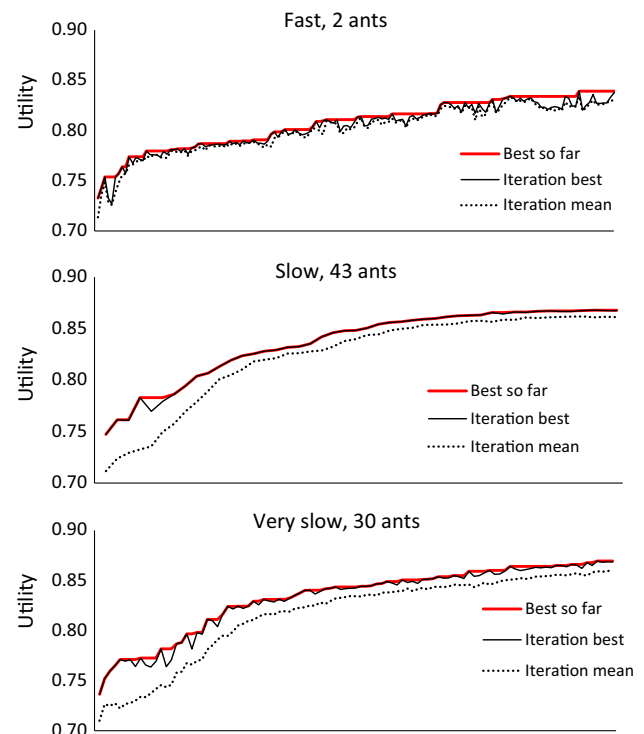 Fast, 2 ants
0.90
0.85
0.80
0.75
0.70
Utility
Best so far
Iteration best
Iteration mean
Slow, 43 ants
0.90
0.85
0.80
0.75
0.70
Utility
Best so far
Iteration best
Iteration mean
Very slow, 30 ants
0.90
0.85
0.80
0.75
0.70
Utility
Best so far
Iteration best
Iteration mean